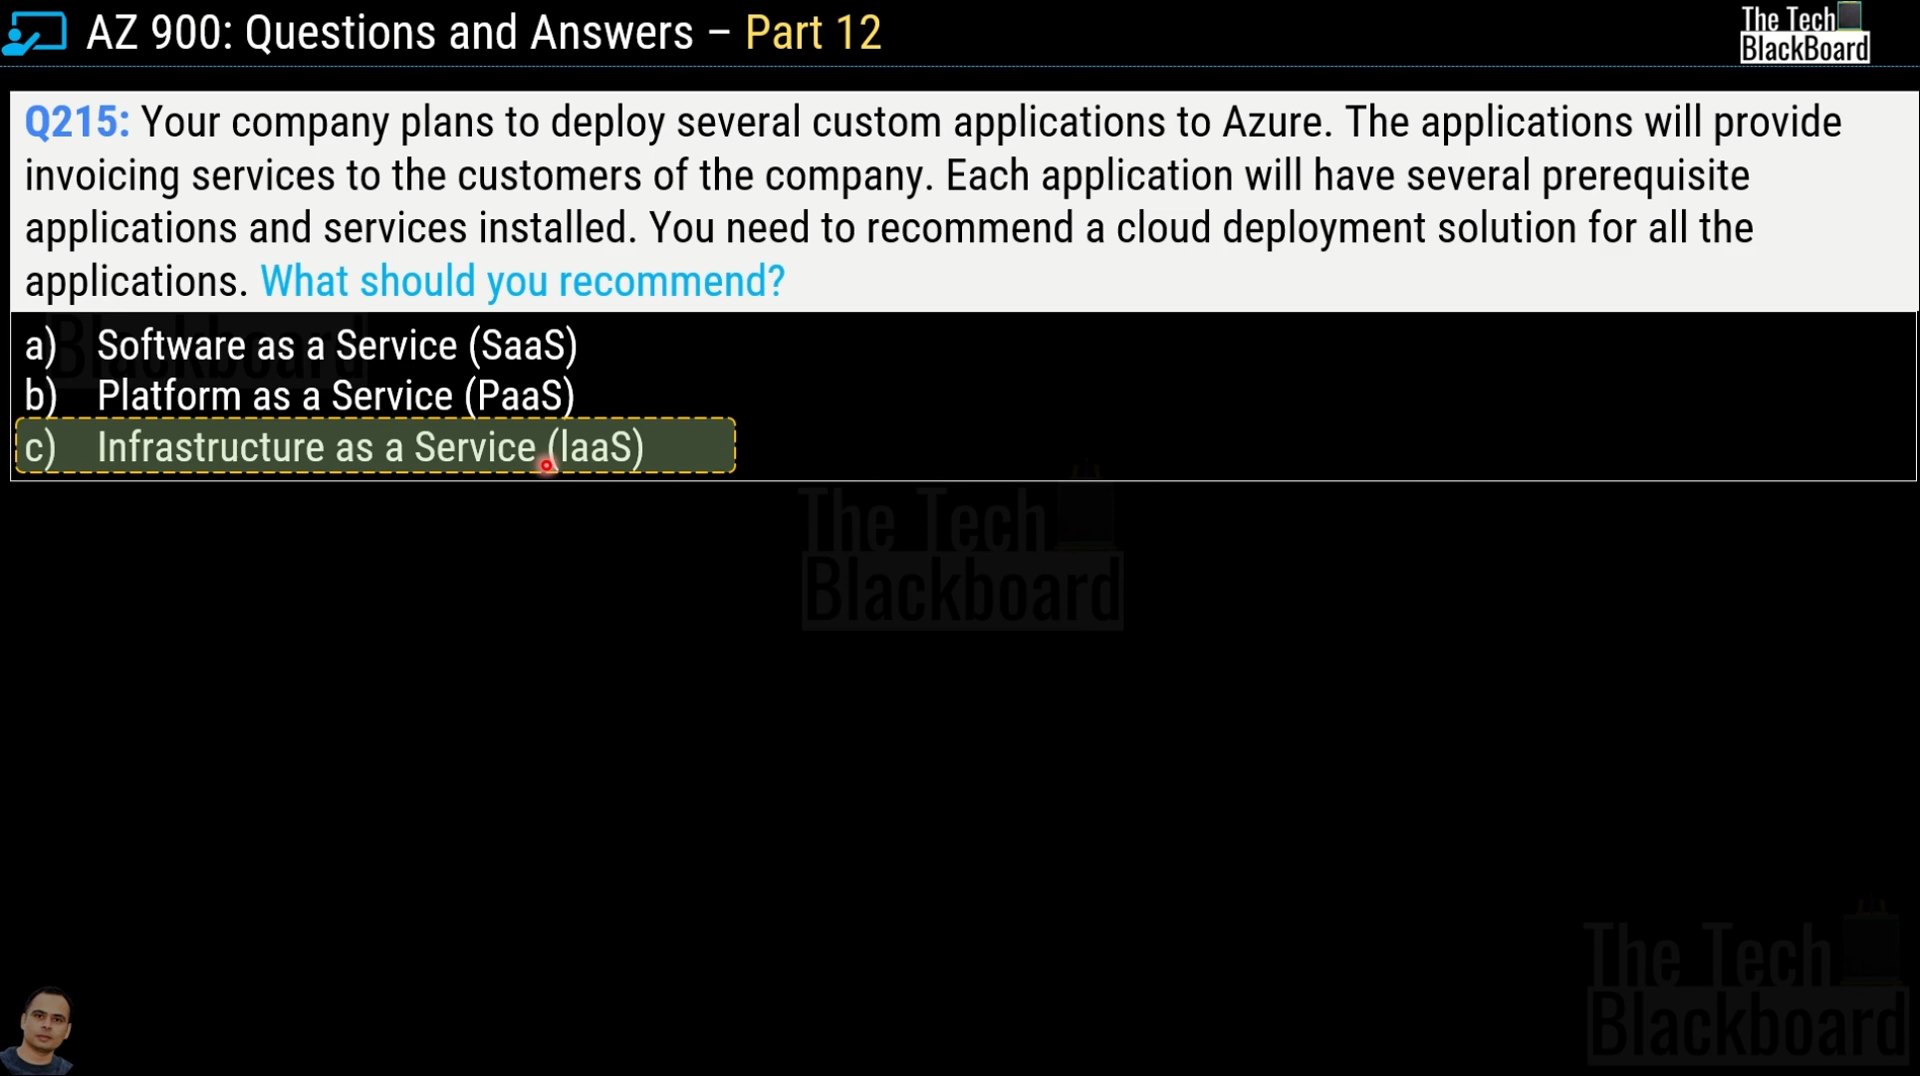 AZ 900: Questions and Answers – Part 12
The Tech
BlackBoard
Q215: Your company plans to deploy several custom applications to Azure. The applications will provide
invoicing services to the customers of the company. Each application will have several prerequisite
applications and services installed. You need to recommend a cloud deployment solution for all the
applications. What should you recommend?
Blackboard
a) Software as a Service (SaaS)
b) Platform as a Service (PaaS)
c) Infrastructure as a Service (IaaS)
The Tech
Blackboard
The Tech
Blackboard